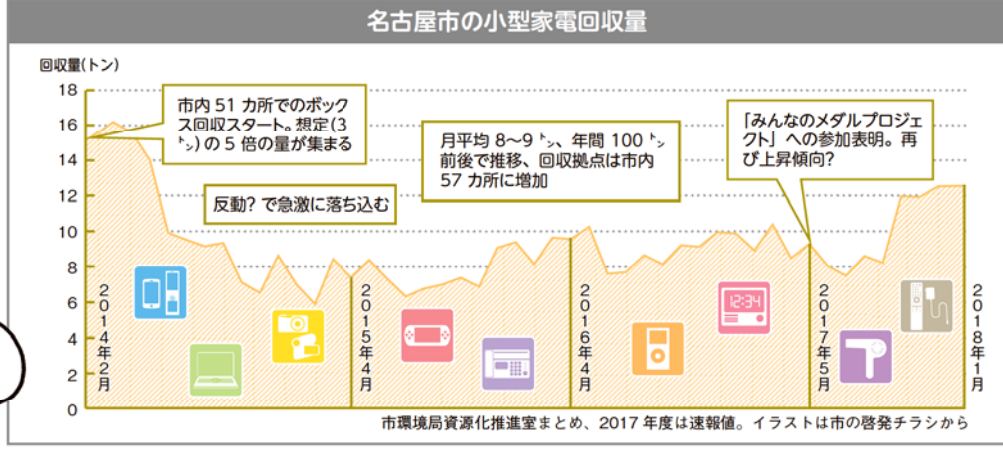 名古屋市の小型家電回収量
回収量(トン)
18
16
14
12
10
8
6
4
2
0
市内 51 カ所でのボック
ス回収スタート。想定(3
トン)の 5 倍の量が集まる
反動? で急激に落ち込む
月平均 8〜9 トン、年間 100 トン
前後で推移、回収拠点は市内
57 カ所に増加
「みんなのメダルプロジェ
クト」への参加表明。再
び上昇傾向?
2014年2月
2015年4月
2016年4月
2017年5月
2018年1月
12:34
市環境局資源化推進室まとめ、2017 年度は速報値。イラストは市の啓発チラシから